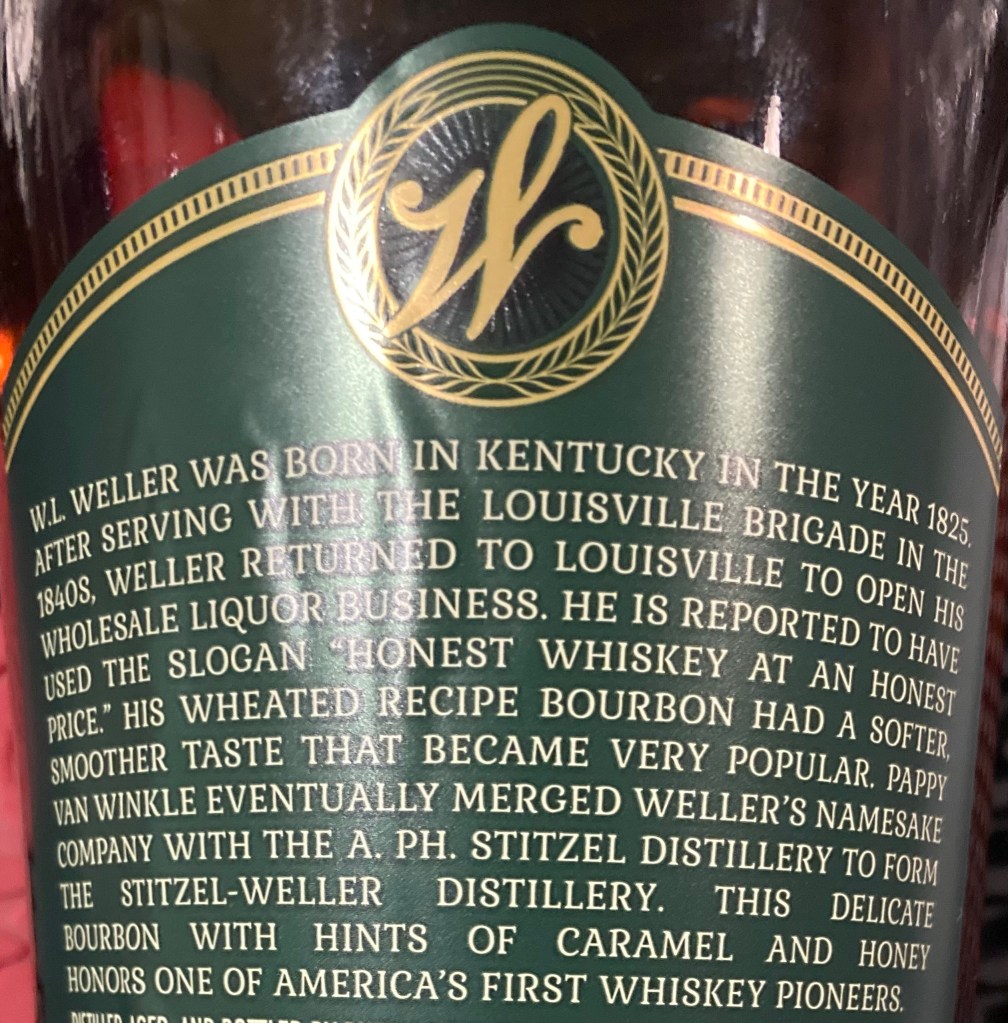 W
W.L. WELLER WAS BORN IN KENTUCKY IN THE YEAR 1825.
AFTER SERVING WITH THE LOUISVILLE BRIGADE IN THE
1840S, WELLER RETURNED TO LOUISVILLE TO OPEN HIS
WHOLESALE LIQUOR BUSINESS. HE IS REPORTED TO HAVE
USED THE SLOGAN "HONEST WHISKEY AT AN HONEST
PRICE." HIS WHEATED RECIPE BOURBON HAD A SOFTER,
SMOOTHER TASTE THAT BECAME VERY POPULAR. PAPPY
VAN WINKLE EVENTUALLY MERGED WELLER'S NAMESAKE
COMPANY WITH THE A. PH. STITZEL DISTILLERY TO FORM
THE STITZEL-WELLER DISTILLERY. THIS DELICATE
BOURBON WITH HINTS OF CARAMEL AND HONEY
HONORS ONE OF AMERICA'S FIRST WHISKEY PIONEERS.